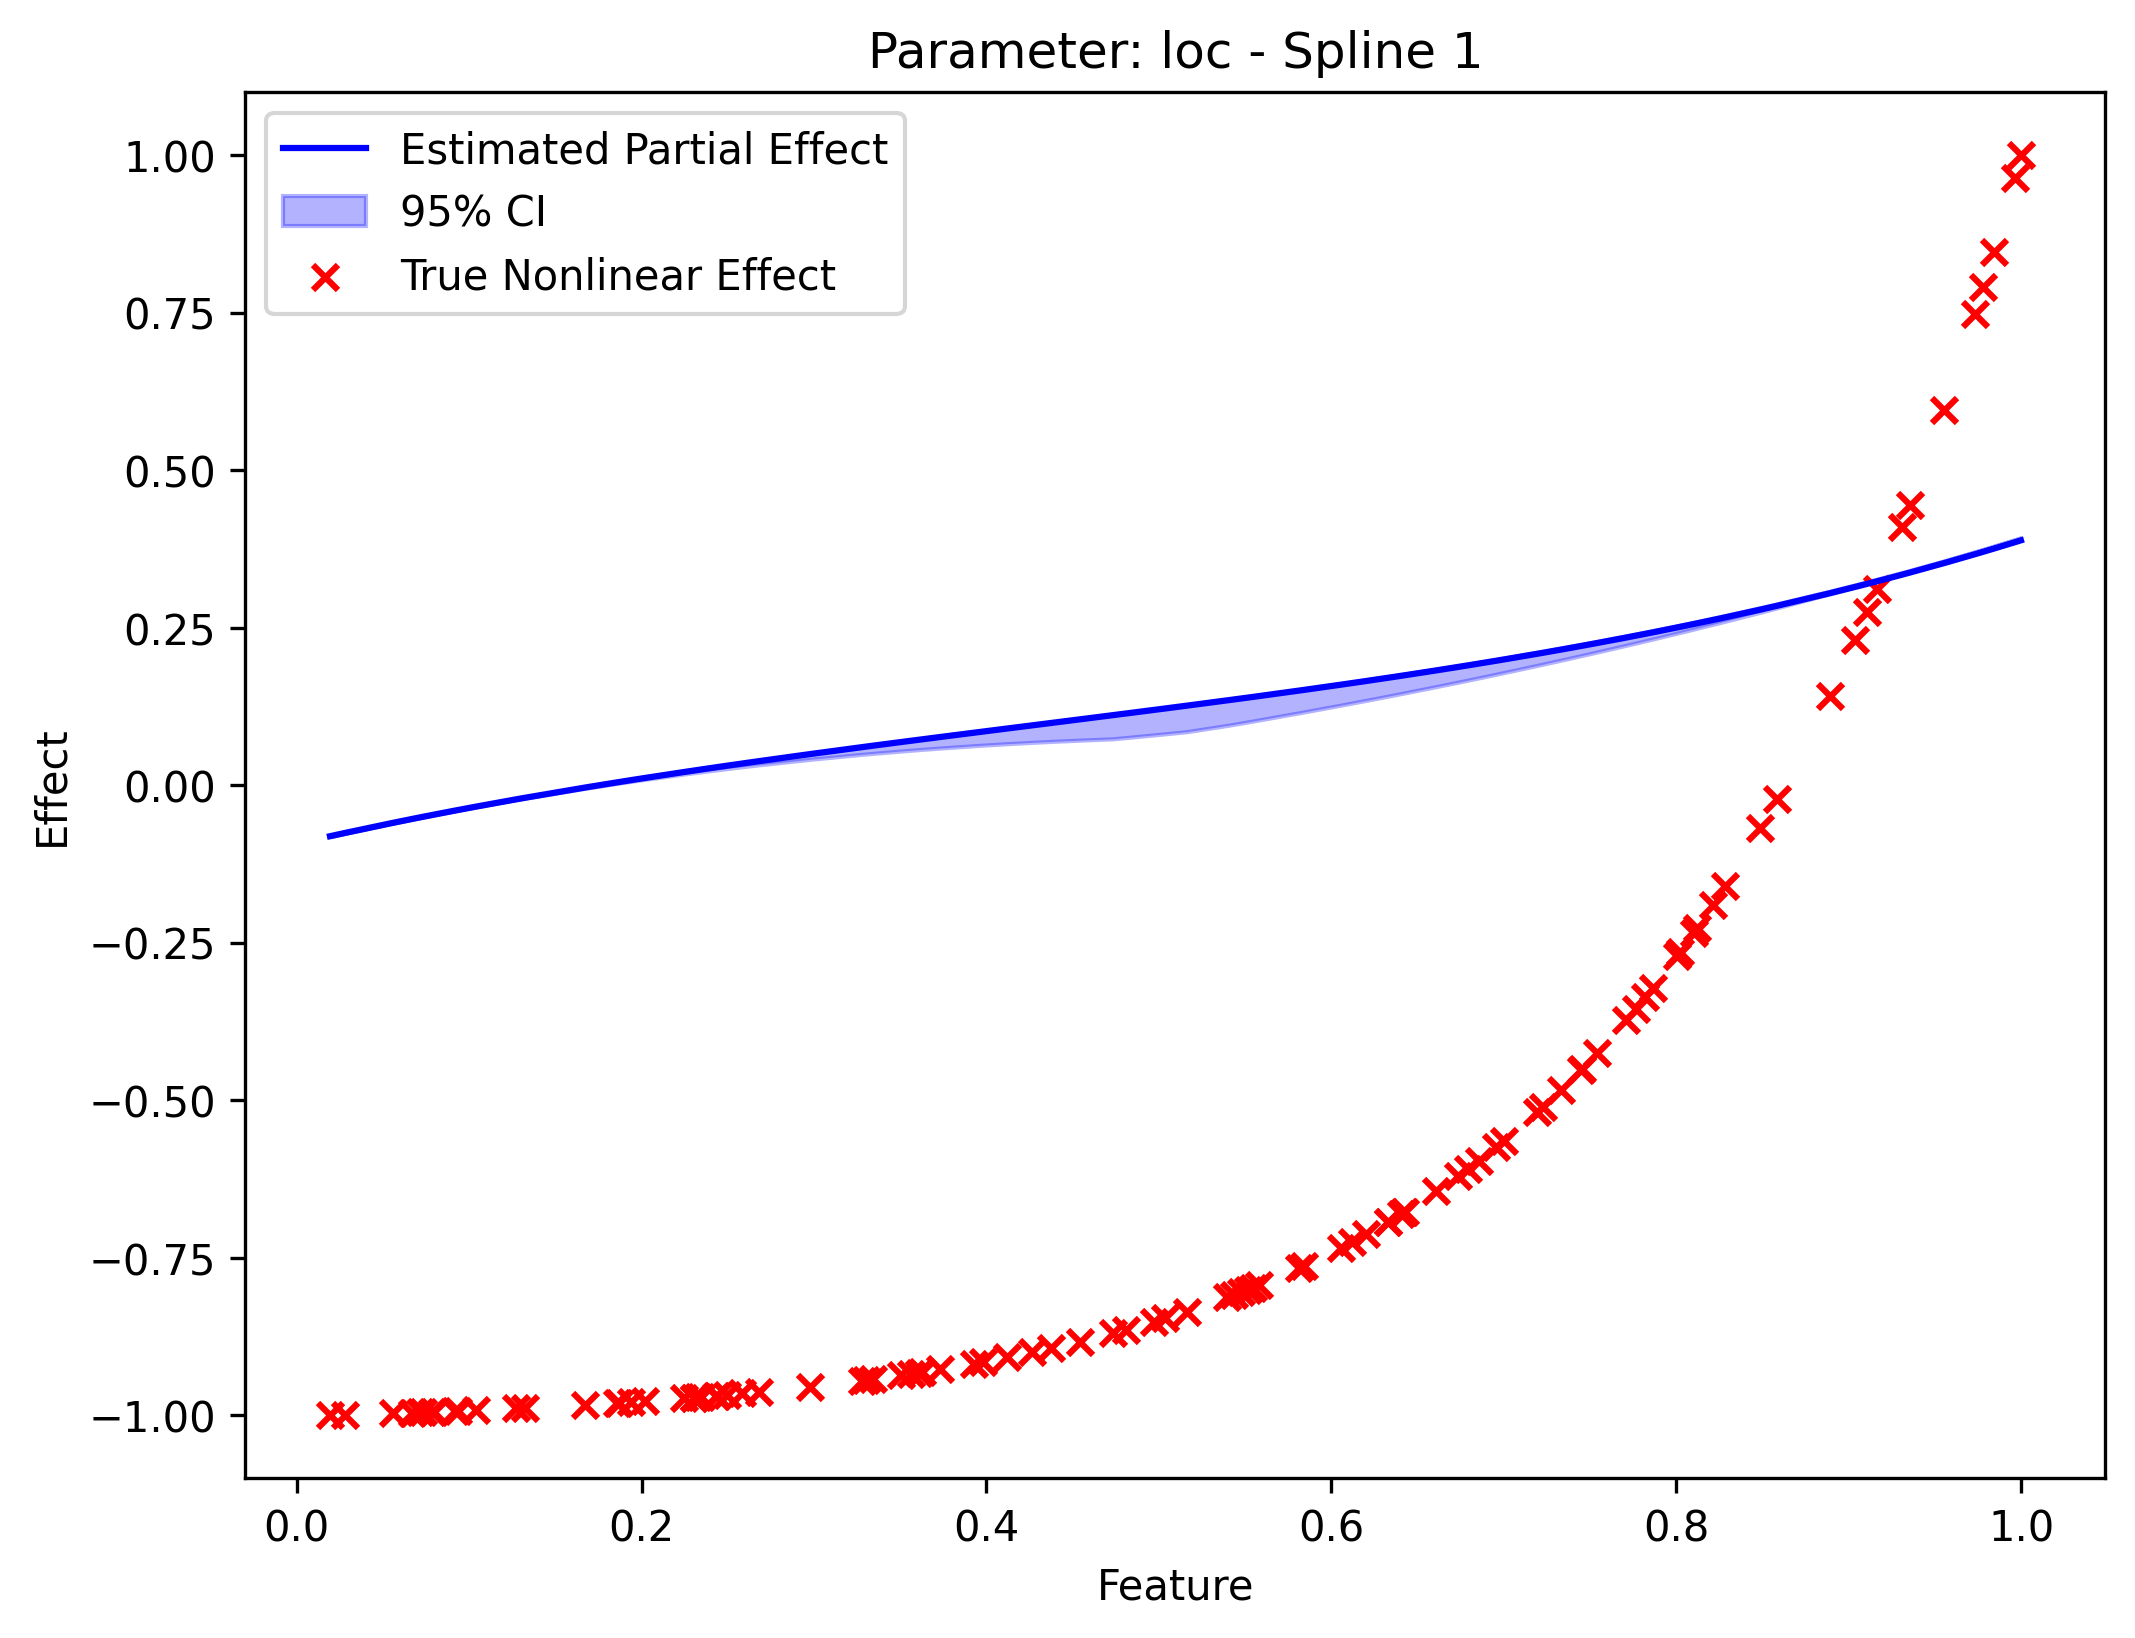 Parameter: loc - Spline 1
Estimated Partial Effect
95% CI
True Nonlinear Effect
1.00
0.75
0.50
0.25
0.00
−0.25
−0.50
−0.75
−1.00
Effect
0.0 0.2 0.4 0.6 0.8 1.0
Feature